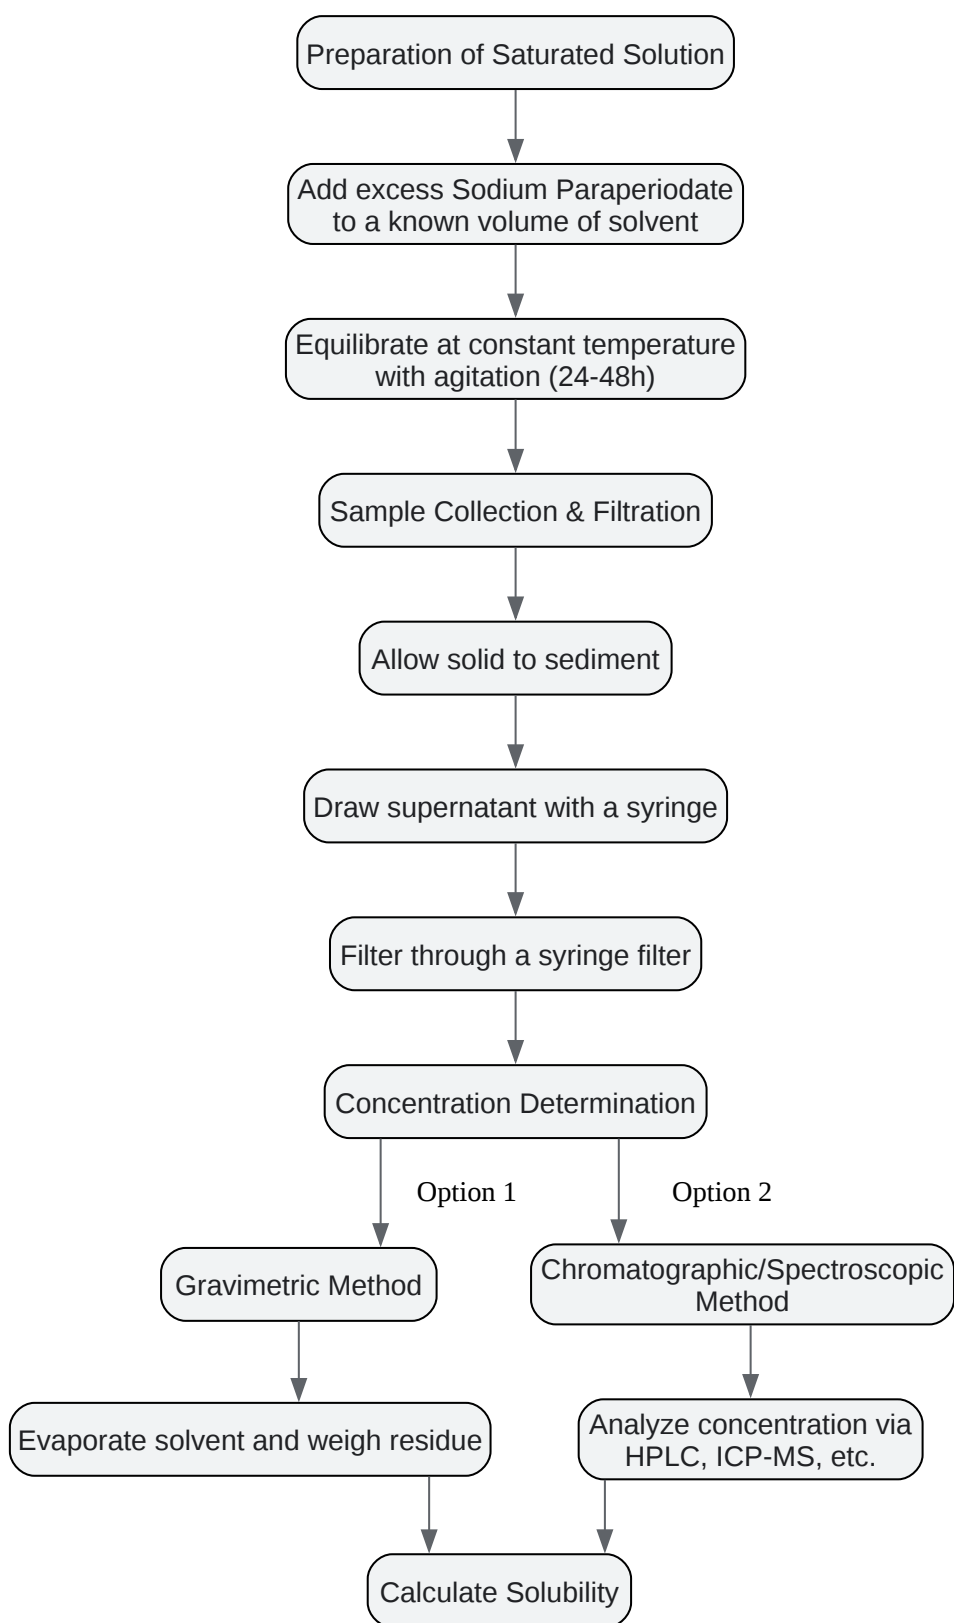 Preparation of Saturated Solution
Add excess Sodium Paraperiodate
to a known volume of solvent
Equilibrate at constant temperature
with agitation (24-48h)
Sample Collection & Filtration
Allow solid to sediment
Draw supernatant with a syringe
Filter through a syringe filter
Concentration Determination
Option 1
Option 2
Gravimetric Method
Chromatographic/Spectroscopic
Method
Evaporate solvent and weigh residue
Analyze concentration via
HPLC, ICP-MS, etc.
Calculate Solubility